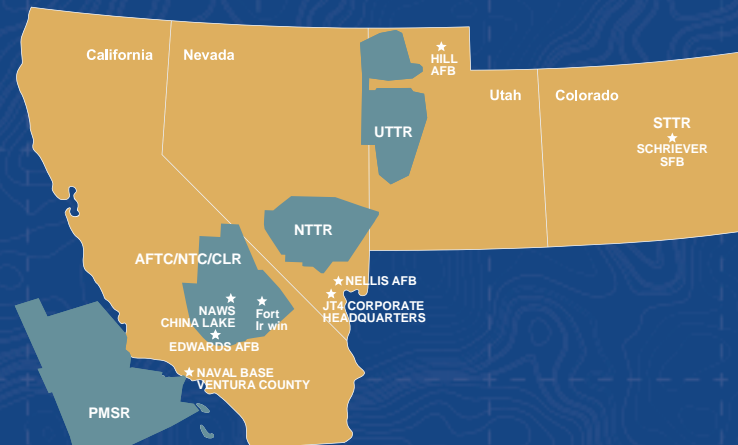 California
Nevada
HILL
AFB
Utah
Colorado
UTTR
STTR
SCHRIEVER
SFB
NTTR
AFTC/NTC/CLR
NELLIS AFB
JT4 CORPORATE
HEADQUARTERS
NAWS
CHINA LAKE
Fort
Ir win
EDWARDS AFB
NAVAL BASE
VENTURA COUNTY
PMSR